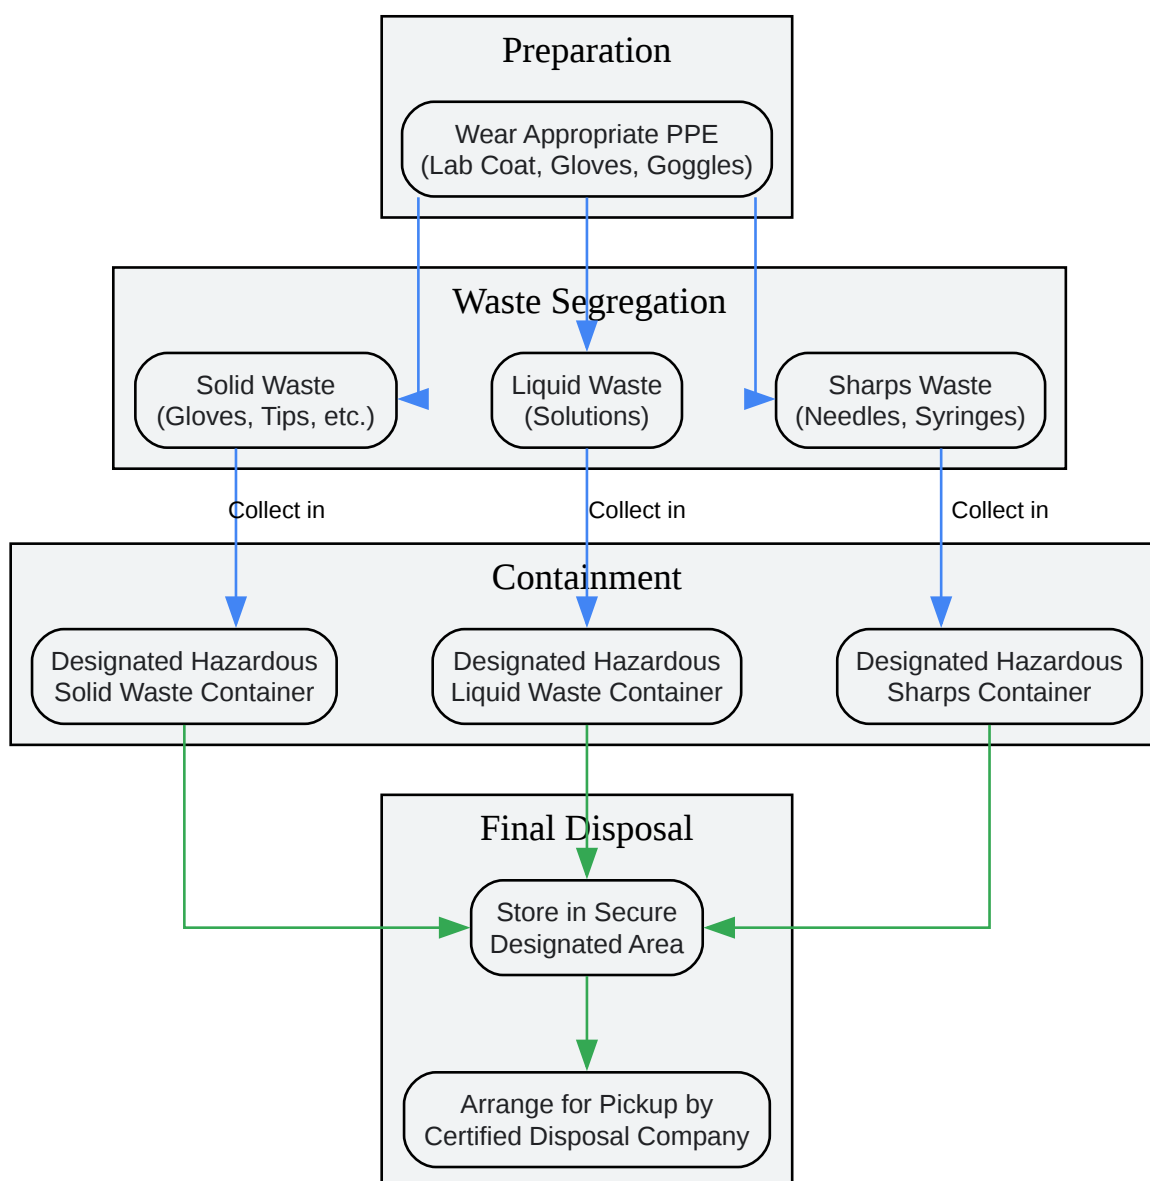 Preparation
Wear Appropriate PPE
(Lab Coat, Gloves, Goggles)
Waste Segregation
Solid Waste
(Gloves, Tips, etc.)
Liquid Waste
(Solutions)
Sharps Waste
(Needles, Syringes)
Collect in
Collect in
Collect in
Containment
Designated Hazardous
Solid Waste Container
Designated Hazardous
Liquid Waste Container
Designated Hazardous
Sharps Container
Final Disposal
Store in Secure
Designated Area
Arrange for Pickup by
Certified Disposal Company